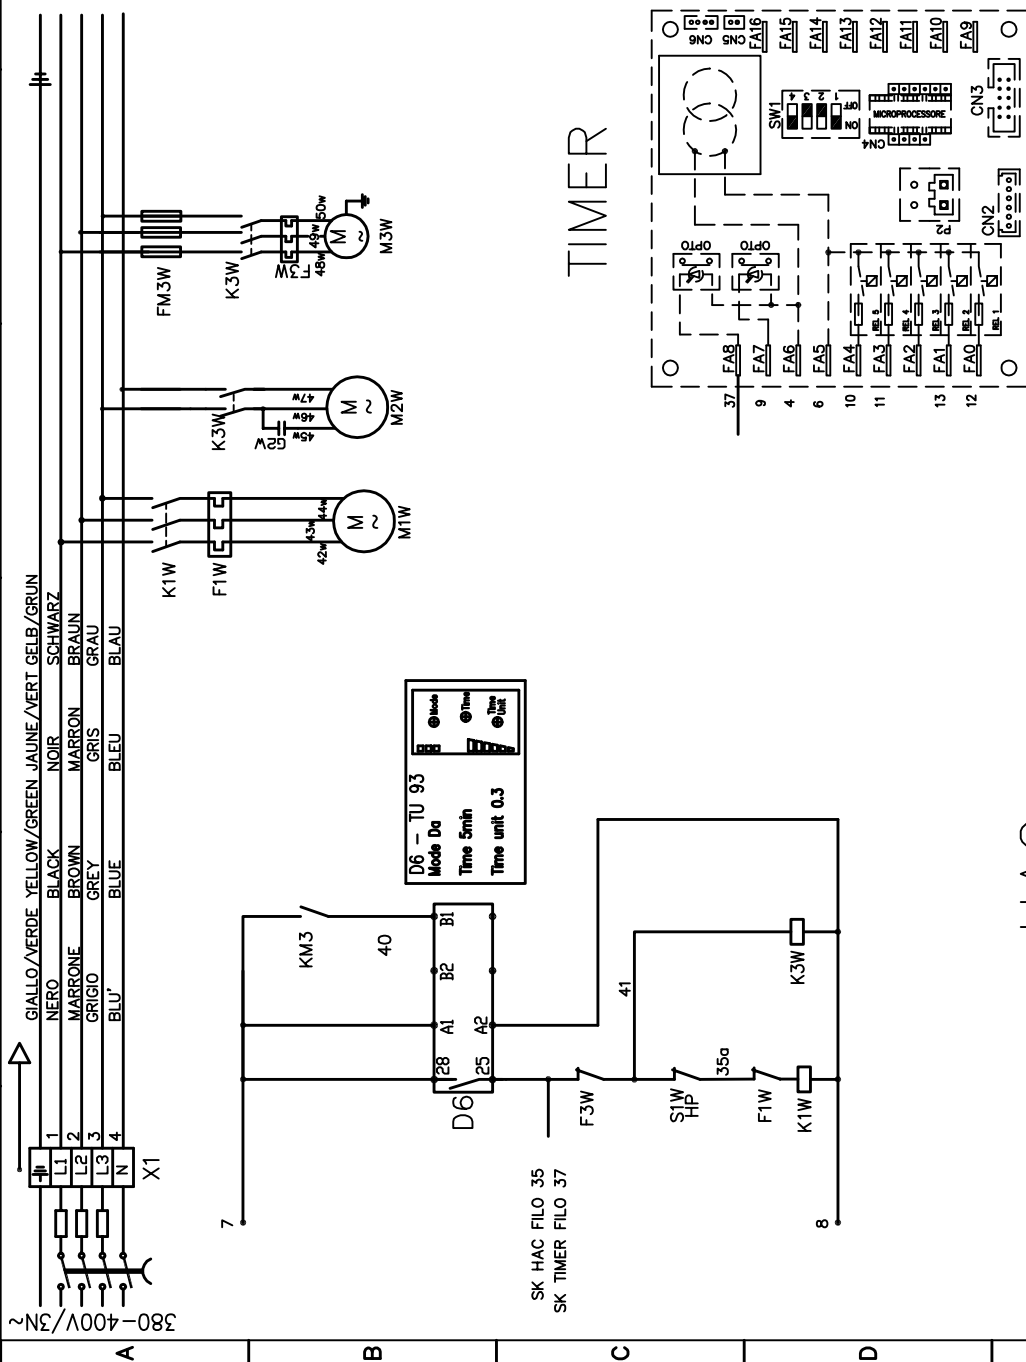 380-400V/3N~
GIALLO/VERDE YELLOW/GREEN JAUNE/VERT GELB/GRUN
NERO BLACK NOIR SCHWARZ
MARRONE BROWN MARRON BRAUN
GRIGIO GREY GRIS GRAU
BLU' BLUE BLEU BLAU
1
2
3
4
L1
L2
L3
N
X1
K1W
F1W
42w
43w
44w
M
~
M1W
K3W
G2W
45w
46w
47w
M
~
M2W
FM3W
K3W
F3W
48w
49w
50w
M
~
M3W
7
KM3
40
28
A1
B2
B1
25
A2
D6
D6 - TU 93
Mode Da
Time 5min
Time unit 0.3
Mode
Time
Time
Unit
SK HAC FILO 35
SK TIMER FILO 37
F3W
41
S1W
HP
35a
F1W
K1W
K3W
8
TIMER
CN6
CN5
FA16
FA15
FA14
FA13
FA12
FA11
FA10
FA9
SW1
4
3
2
1
OFF
ON
MICROPROCESSORE
CN4
CN3
P2
CN2
OPTO
OPTO
REL 5
REL 4
REL 3
REL 2
REL 1
FA8
FA7
FA6
FA5
FA4
FA3
FA2
FA1
FA0
37
9
4
6
10
11
13
12
A
B
C
D